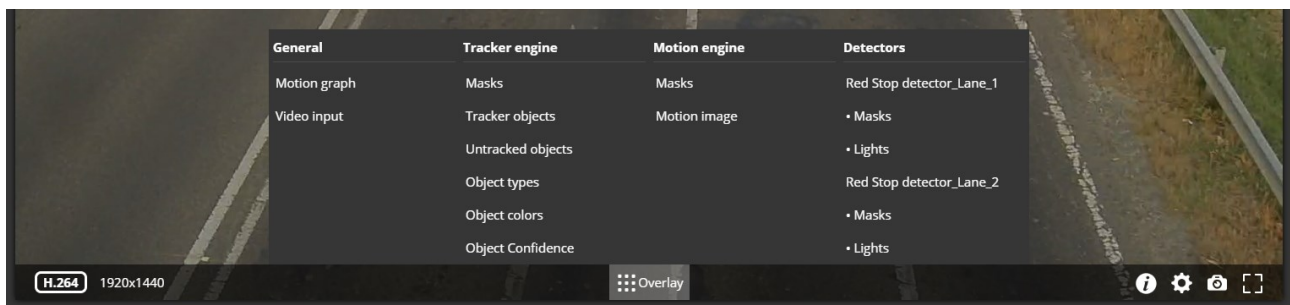 General
Motion graph
Video input
Tracker engine
Masks
Tracker objects
Untracked objects
Object types
Object colors
Object Confidence
Motion engine
Masks
Motion image
Detectors
Red Stop detector_Lane_1
• Masks
• Lights
Red Stop detector_Lane_2
• Masks
• Lights
H.264 1920x1440
Overlay